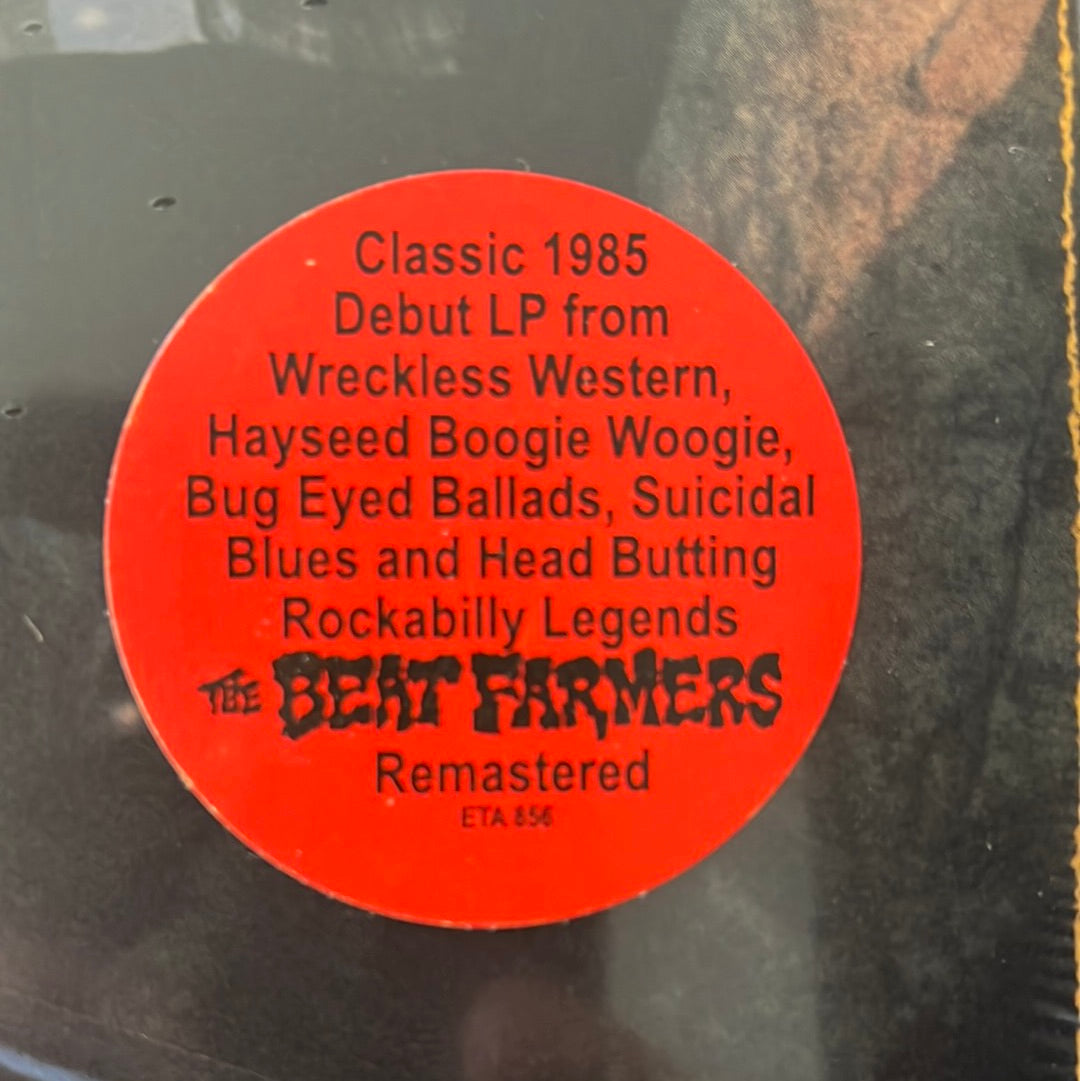 Classic 1985
Debut LP from
Wreckless Western,
Hayseed Boogie Woogie,
Bug Eyed Ballads, Suicidal
Blues and Head Butting
Rockabilly Legends
THE BEAT FARMERS
Remastered
ETA 856